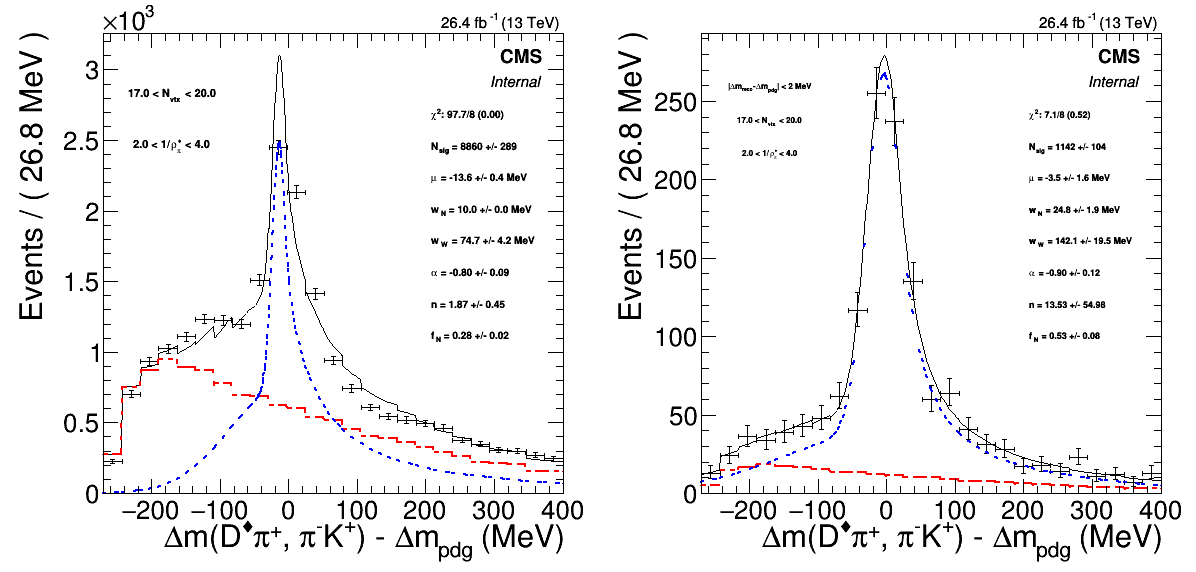 ×10³
26.4 fb⁻¹ (13 TeV)
Events / ( 26.8 MeV )
CMS
Internal
17.0 < N_vtx < 20.0
2.0 < 1/ρ_π^* < 4.0
χ²: 97.7/8 (0.00)
N_sig = 8860 +/- 289
μ = -13.6 +/- 0.4 MeV
w_N = 10.0 +/- 0.0 MeV
w_W = 74.7 +/- 4.2 MeV
α = -0.80 +/- 0.09
n = 1.87 +/- 0.45
f_N = 0.28 +/- 0.02
3
2.5
2
1.5
1
0.5
0
−200 −100 0 100 200 300 400
Δm(D♦π⁺, π⁻K⁺) - Δm_pdg (MeV)
26.4 fb⁻¹ (13 TeV)
Events / ( 26.8 MeV )
CMS
Internal
|Δm_reco-Δm_pdg| < 2 MeV
17.0 < N_vtx < 20.0
2.0 < 1/ρ_π^* < 4.0
χ²: 7.1/8 (0.52)
N_sig = 1142 +/- 104
μ = -3.5 +/- 1.6 MeV
w_N = 24.8 +/- 1.9 MeV
w_W = 142.1 +/- 19.5 MeV
α = -0.90 +/- 0.12
n = 13.53 +/- 54.98
f_N = 0.53 +/- 0.08
250
200
150
100
50
0
−200 −100 0 100 200 300 400
Δm(D♦π⁺, π⁻K⁺) - Δm_pdg (MeV)